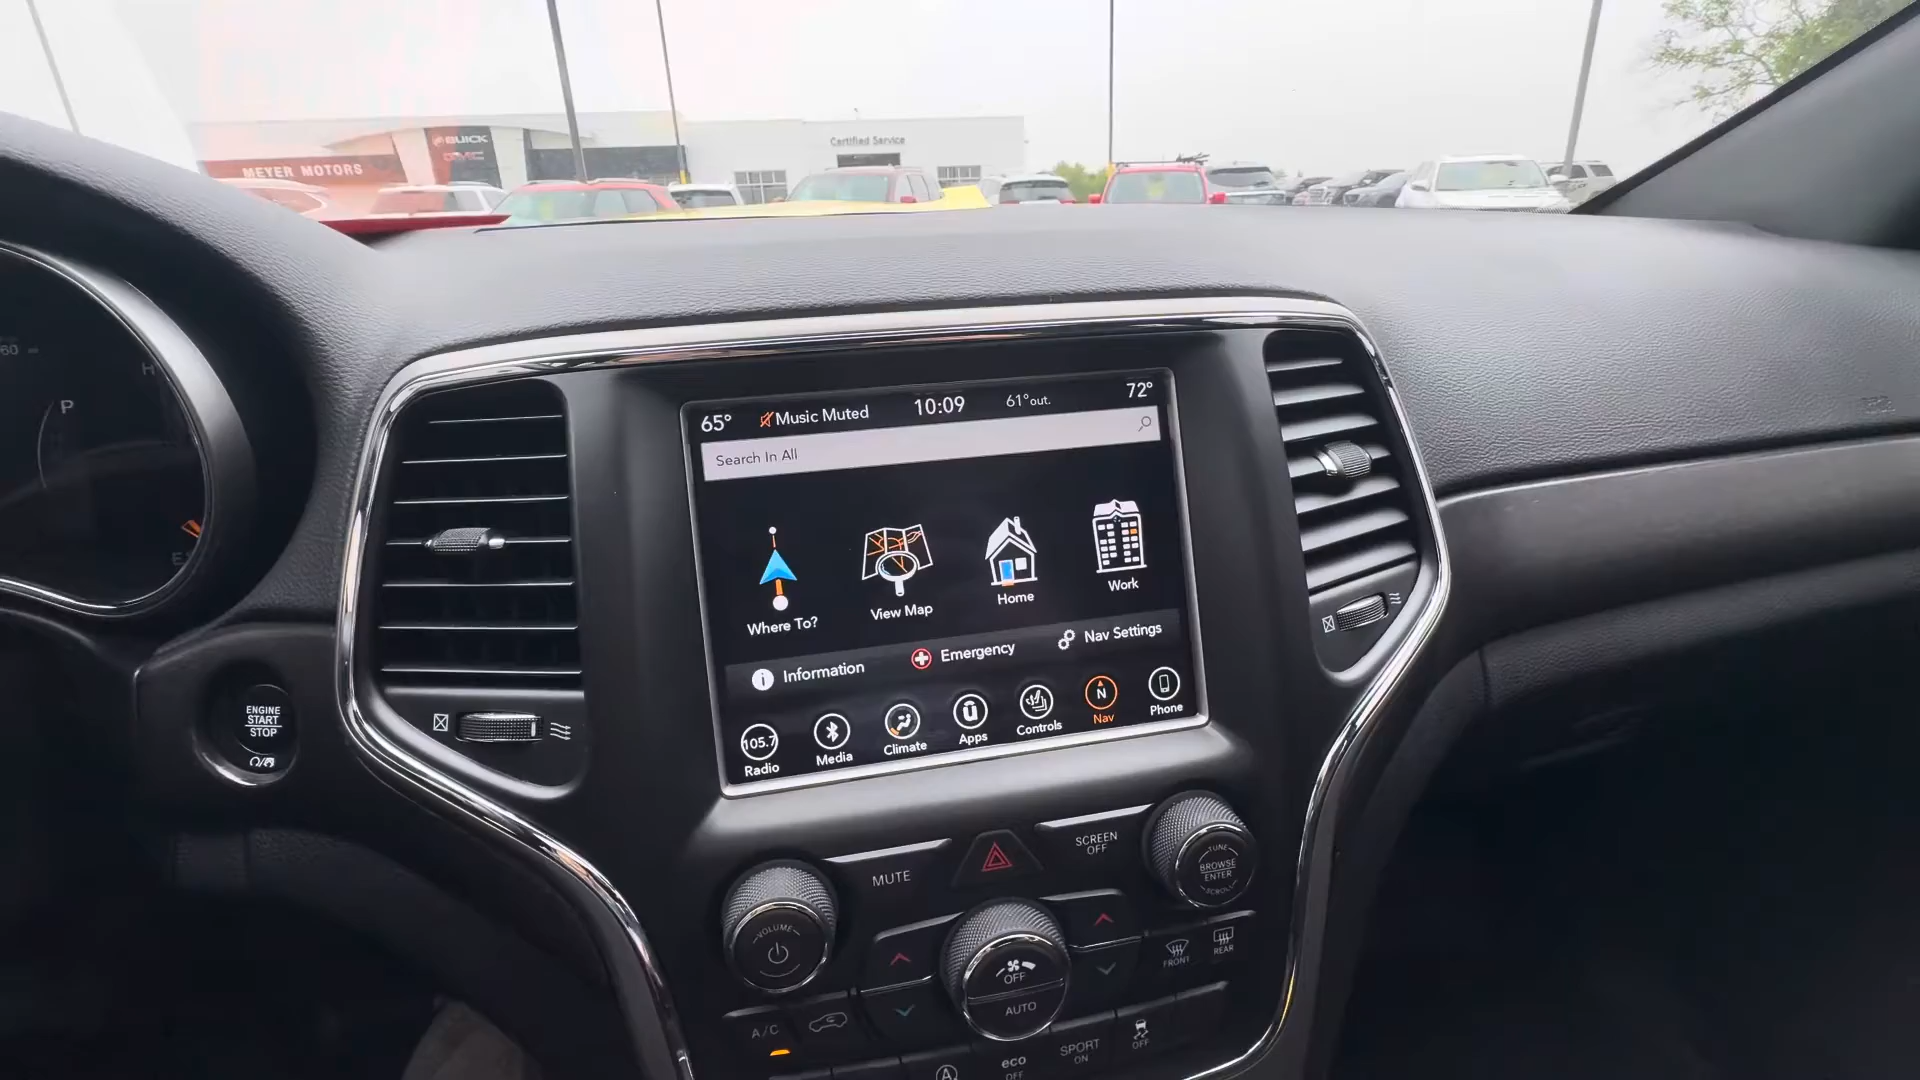 BUICK
GMC
MEYER MOTORS
Certified Service
60
H
P
E
65°
Music Muted
10:09
61°out.
72°
Search In All
Where To?
View Map
Home
Work
Information
Emergency
Nav Settings
105.7
Radio
Media
Climate
Apps
Controls
N
Nav
Phone
ENGINE
START
STOP
MUTE
SCREEN
OFF
TUNE
BROWSE
ENTER
SCROLL
VOLUME
OFF
AUTO
FRONT
REAR
A/C
A
eco
OFF
SPORT
ON
OFF